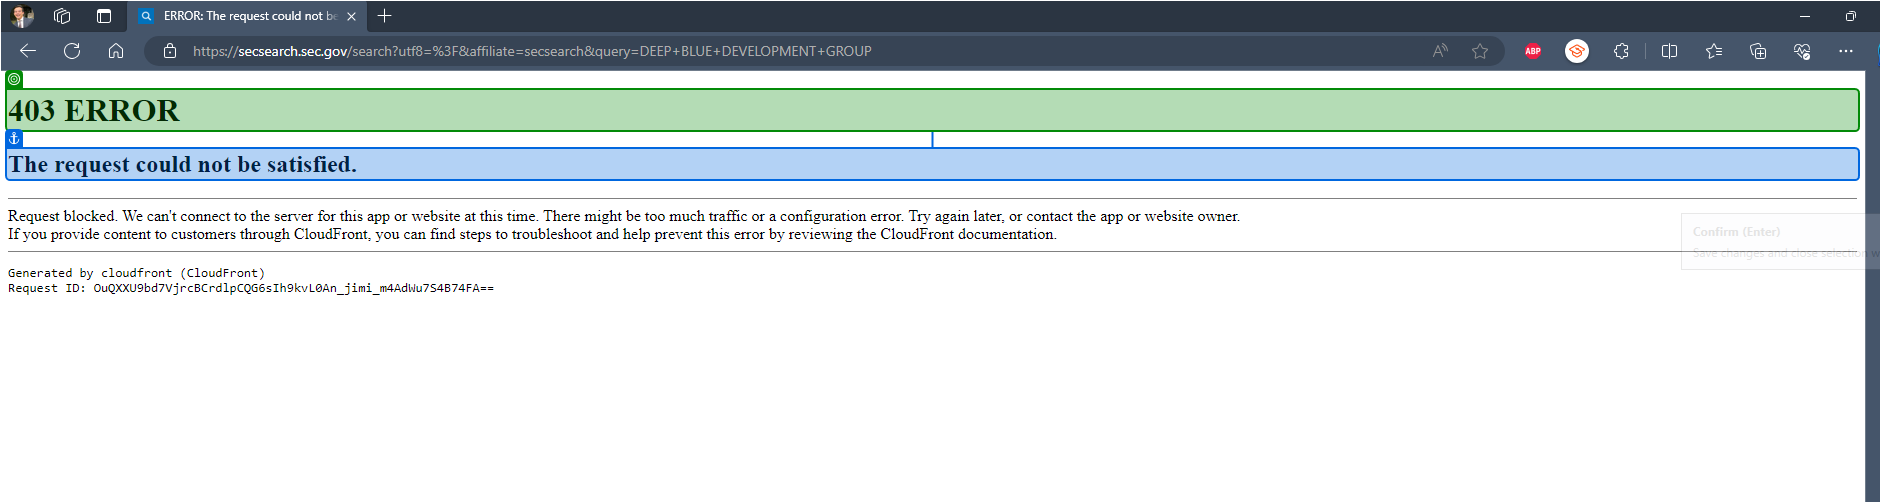 ERROR: The request could not be
https://secsearch.sec.gov/search?utf8=%3F&affiliate=secsearch&query=DEEP+BLUE+DEVELOPMENT+GROUP
ABP
403 ERROR
The request could not be satisfied.
Request blocked. We can't connect to the server for this app or website at this time. There might be too much traffic or a configuration error. Try again later, or contact the app or website owner.
If you provide content to customers through CloudFront, you can find steps to troubleshoot and help prevent this error by reviewing the CloudFront documentation.
Confirm (Enter)
Save changes and close selection w
Generated by cloudfront (CloudFront)
Request ID: OuQXXU9bd7VjrcBCrdlpCQG6sIh9kvL0An_jimi_m4AdWu7S4B74FA==